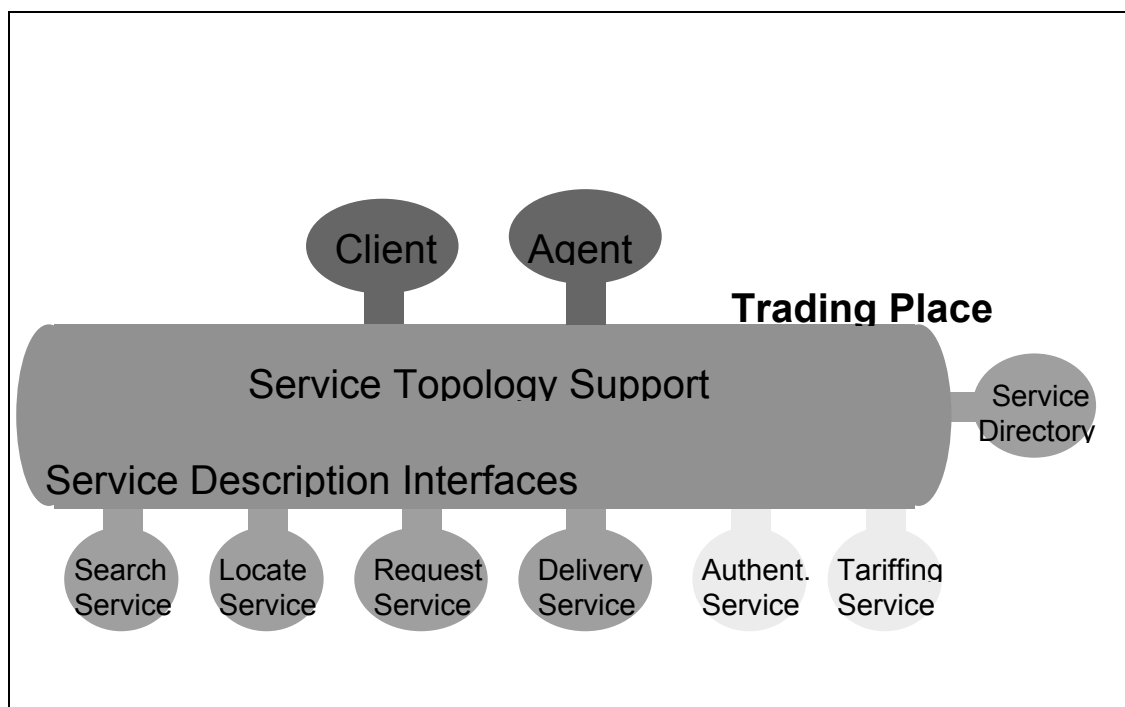 Client
Agent
Trading Place
Service Topology Support
Service
Directory
Service Description Interfaces
Search
Service
Locate
Service
Request
Service
Delivery
Service
Authent.
Service
Tariffing
Service